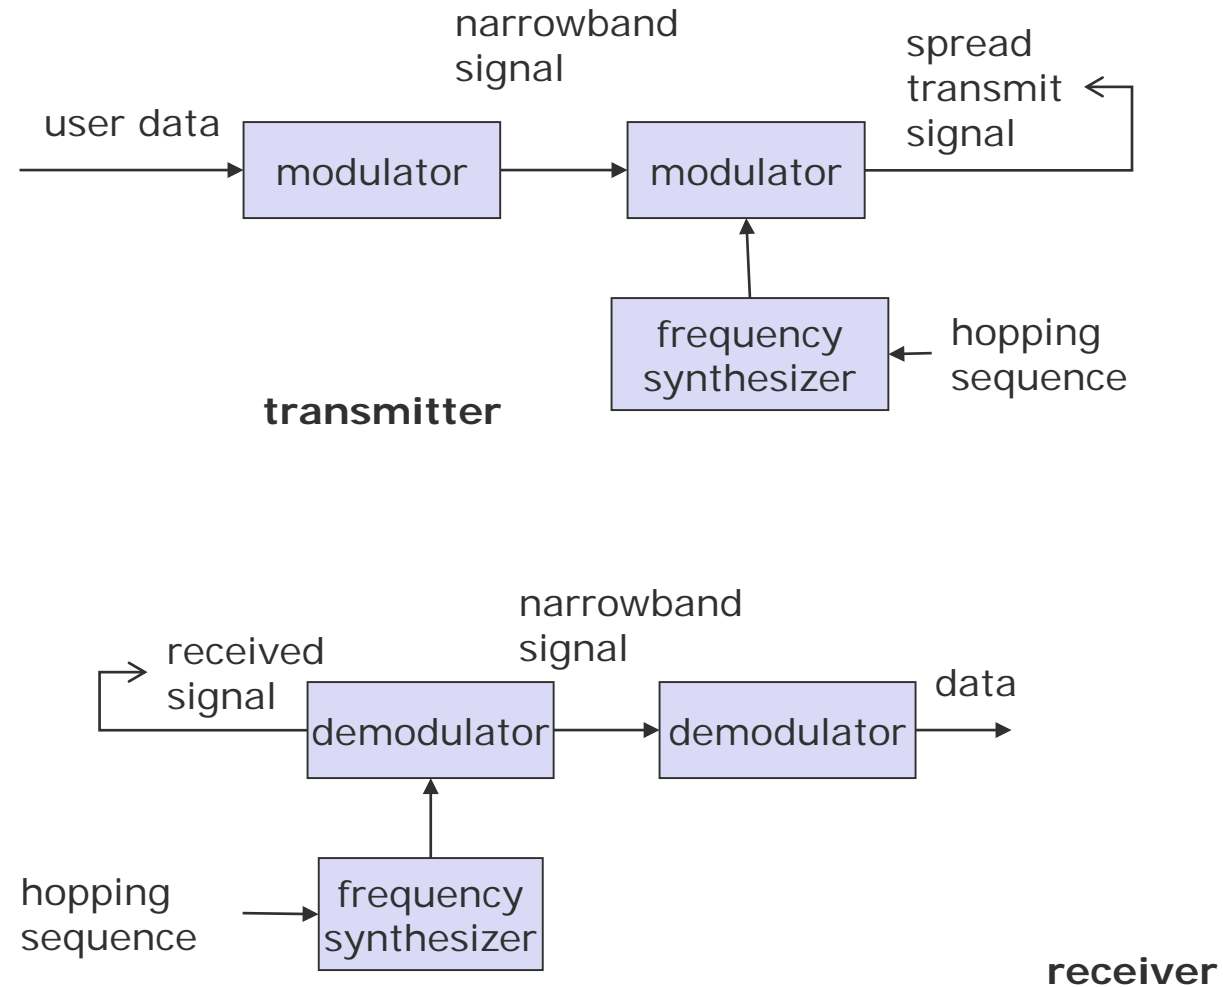 narrowband
signal
spread
transmit
signal
user data
modulator
modulator
frequency
synthesizer
hopping
sequence
transmitter
narrowband
signal
received
signal
data
demodulator
demodulator
hopping
sequence
frequency
synthesizer
receiver